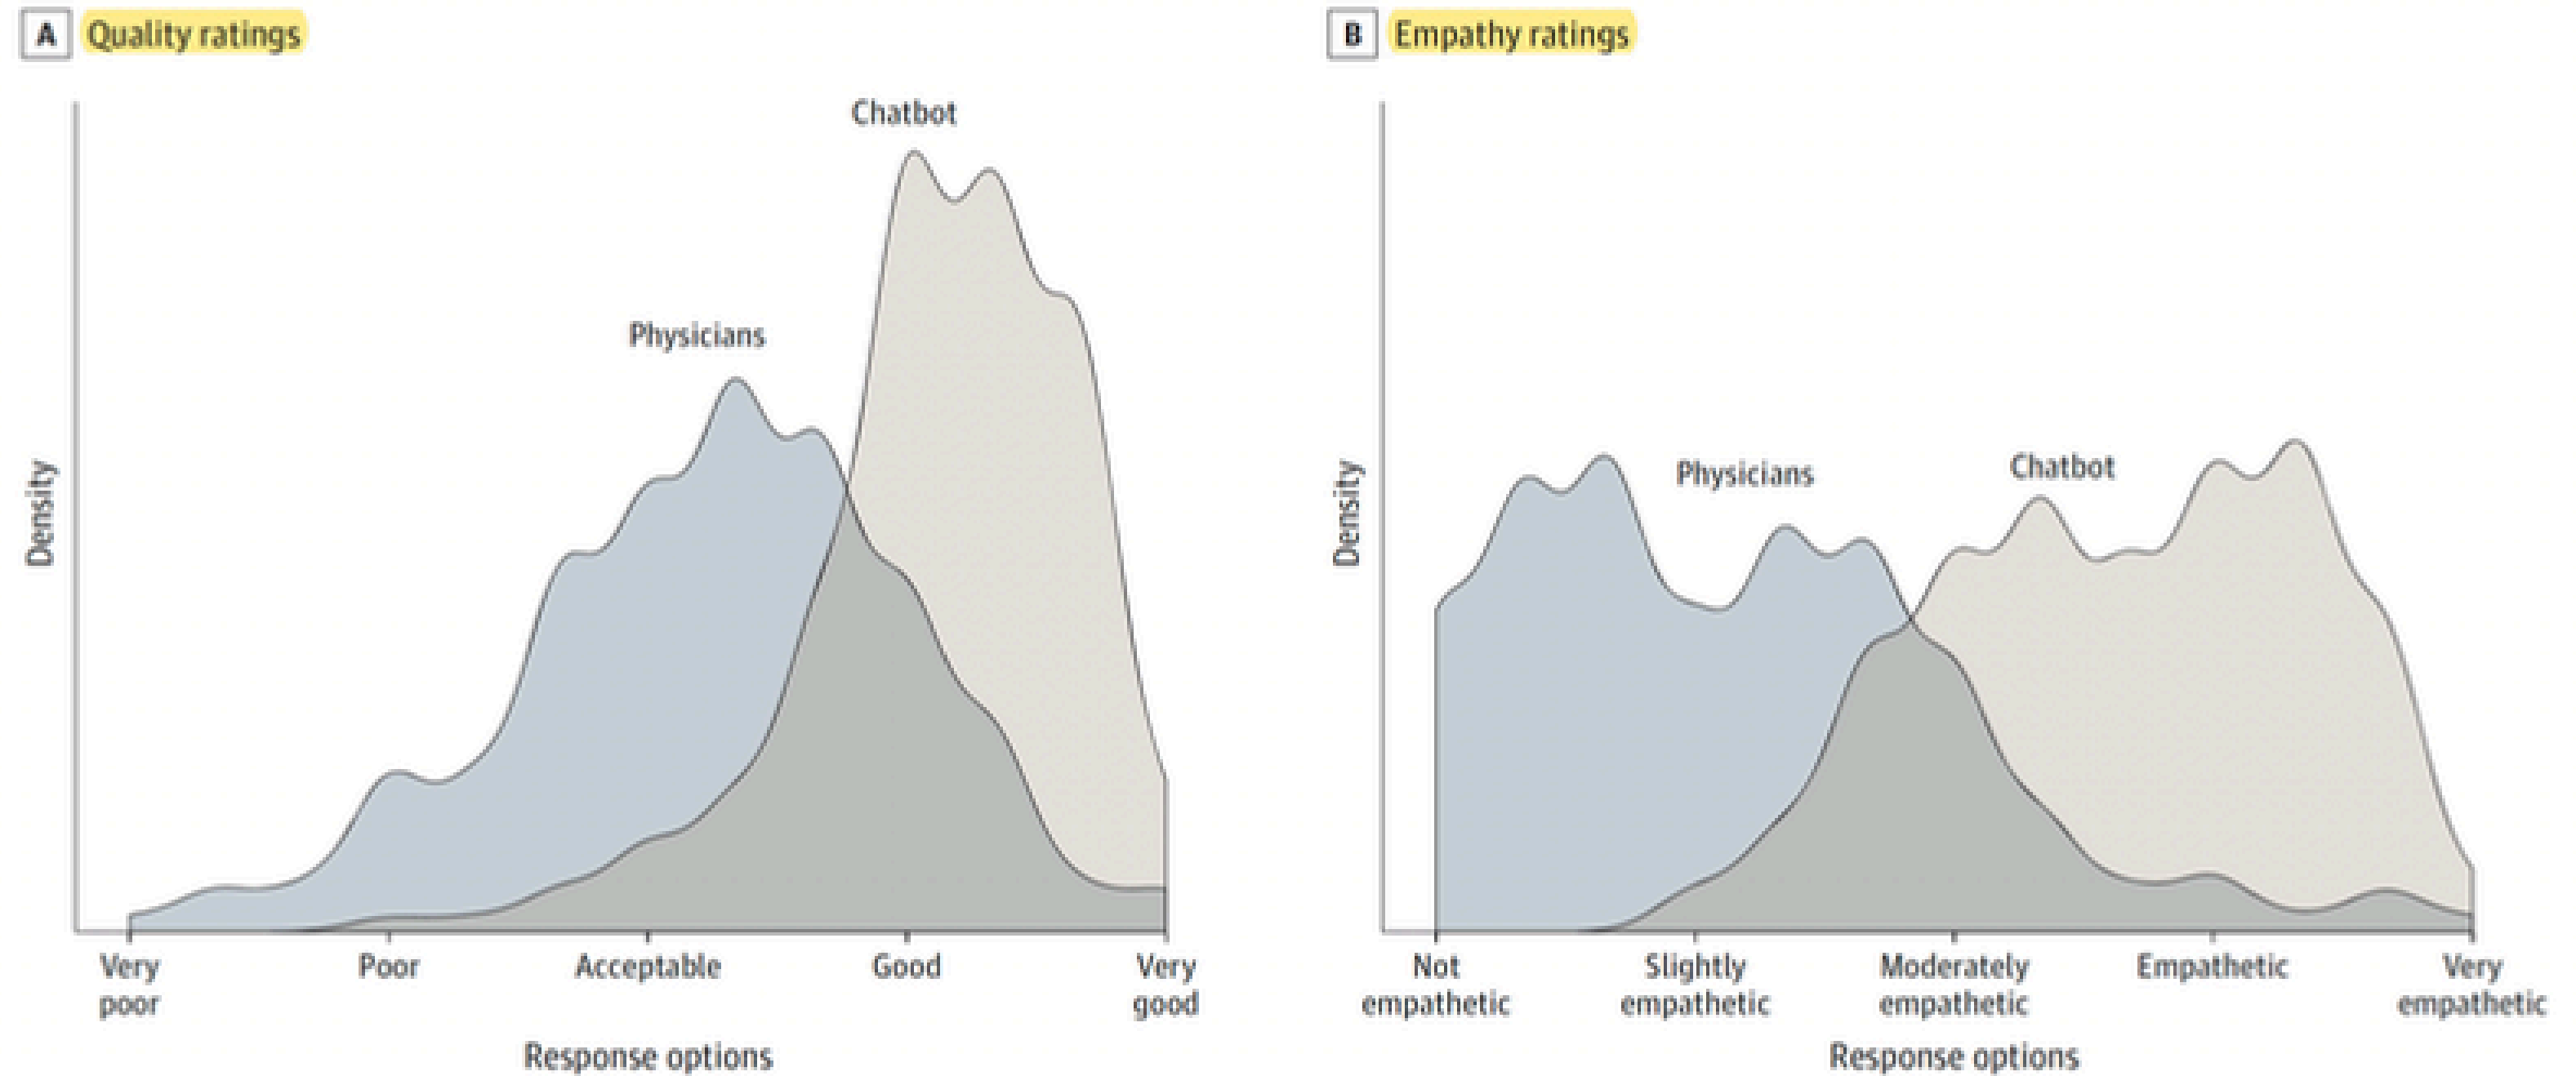 A Quality ratings
Chatbot
Physicians
Density
Very poor
Poor
Acceptable
Good
Very good
Response options
B Empathy ratings
Physicians
Chatbot
Density
Not empathetic
Slightly empathetic
Moderately empathetic
Empathetic
Very empathetic
Response options